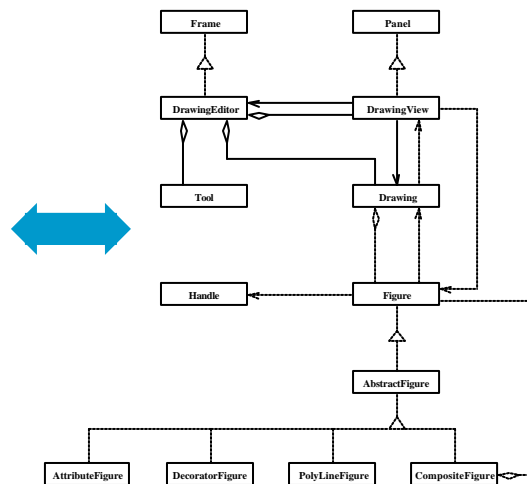 Frame
Panel
DrawingEditor
DrawingView
Tool
Drawing
Handle
Figure
AbstractFigure
AttributeFigure
DecoratorFigure
PolyLineFigure
CompositeFigure